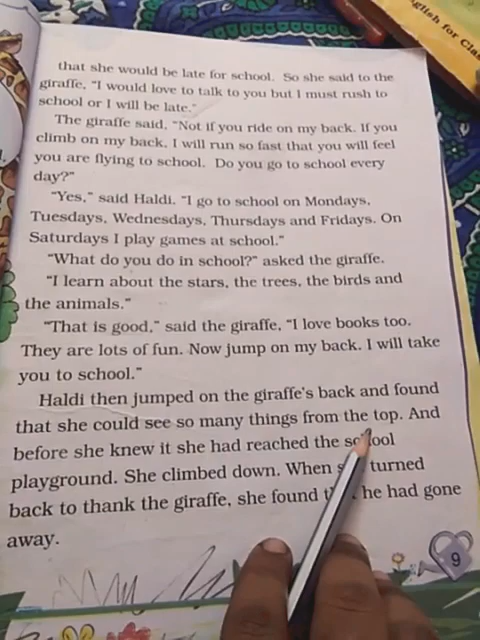 English for Clas
that she would be late for school. So she said to the
giraffe, "I would love to talk to you but I must rush to
school or I will be late."
The giraffe said, "Not if you ride on my back. If you
climb on my back, I will run so fast that you will feel
you are flying to school. Do you go to school every
day?"
"Yes," said Haldi. "I go to school on Mondays,
Tuesdays, Wednesdays, Thursdays and Fridays. On
Saturdays I play games at school."
"What do you do in school?" asked the giraffe.
"I learn about the stars, the trees, the birds and
the animals."
"That is good," said the giraffe, "I love books too.
They are lots of fun. Now jump on my back. I will take
you to school."
Haldi then jumped on the giraffe's back and found
that she could see so many things from the top. And
before she knew it she had reached the school
playground. She climbed down. When turned
back to thank the giraffe, she found he had gone
away.
9